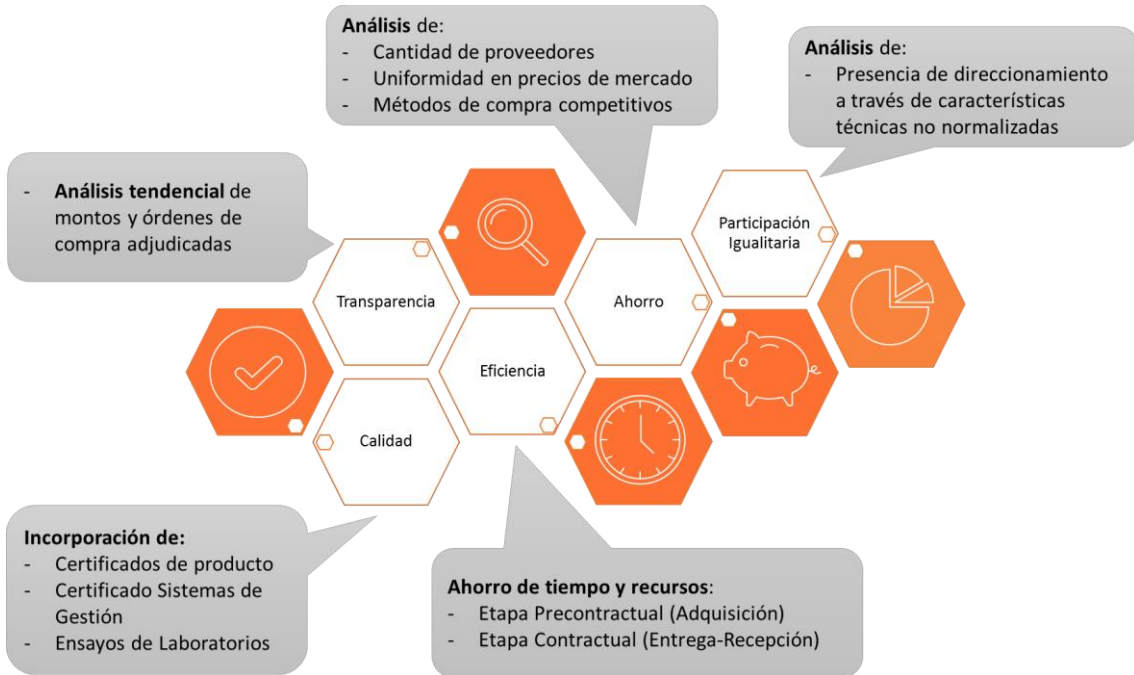 Análisis de:
- Cantidad de proveedores
- Uniformidad en precios de mercado
- Métodos de compra competitivos
Análisis de:
- Presencia de direccionamiento
a través de características
técnicas no normalizadas
- Análisis tendencial de
montos y órdenes de
compra adjudicadas
Participación
Igualitaria
Transparencia
Ahorro
Eficiencia
Calidad
Incorporación de:
- Certificados de producto
- Certificado Sistemas de
Gestión
- Ensayos de Laboratorios
Ahorro de tiempo y recursos:
- Etapa Precontractual (Adquisición)
- Etapa Contractual (Entrega-Recepción)